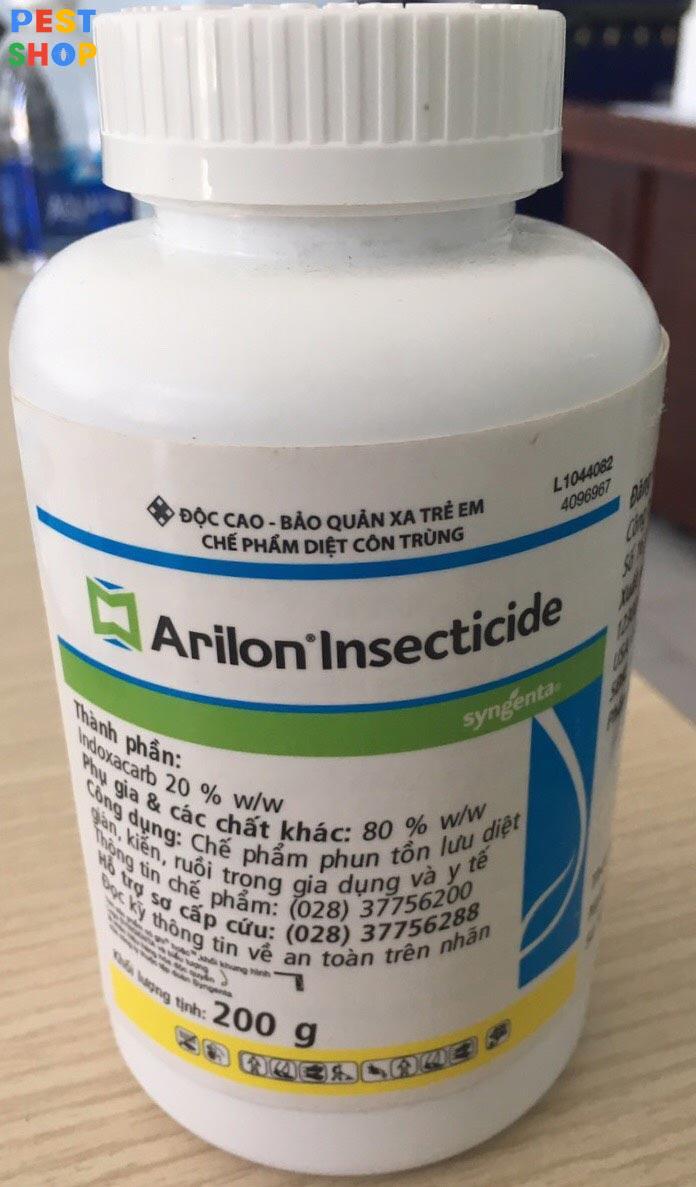 PEST
SHOP
L1044082
4096967
ĐỘC CAO - BẢO QUẢN XA TRẺ EM
CHẾ PHẨM DIỆT CÔN TRÙNG
Arilon® Insecticide
syngenta®
Thành phần:
Indoxacarb 20 % w/w
Phụ gia & các chất khác: 80 % w/w
Công dụng: Chế phẩm phun tồn lưu diệt
gián, kiến, ruồi trong gia dụng và y tế
Thông tin chế phẩm: (028) 37756200
Hỗ trợ sơ cấp cứu: (028) 37756288
Đọc kỹ thông tin về an toàn trên nhãn
Khối lượng tịnh: 200 g